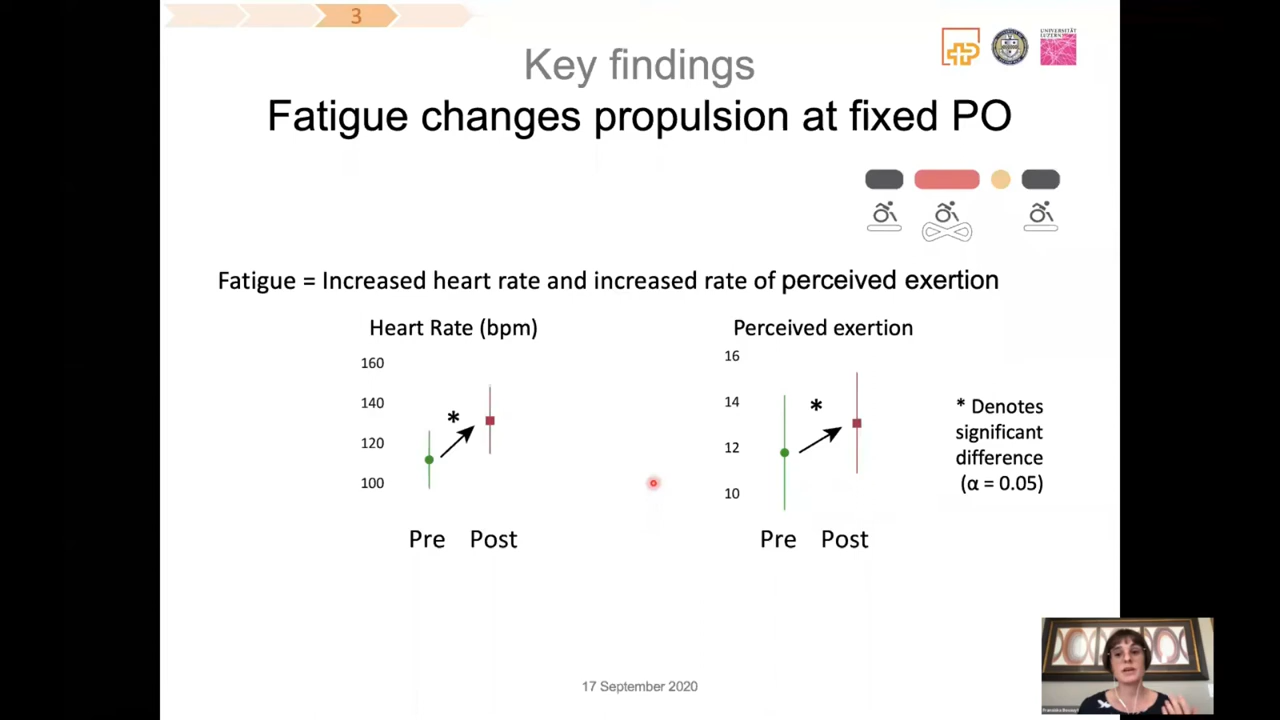 3
UNIVERSITÄT
LUZERN
Key findings
Fatigue changes propulsion at fixed PO
Fatigue = Increased heart rate and increased rate of perceived exertion
Heart Rate (bpm)
160
140
120
100
*
Pre Post
Perceived exertion
16
14
12
10
*
Pre Post
* Denotes
significant
difference
(α = 0.05)
17 September 2020